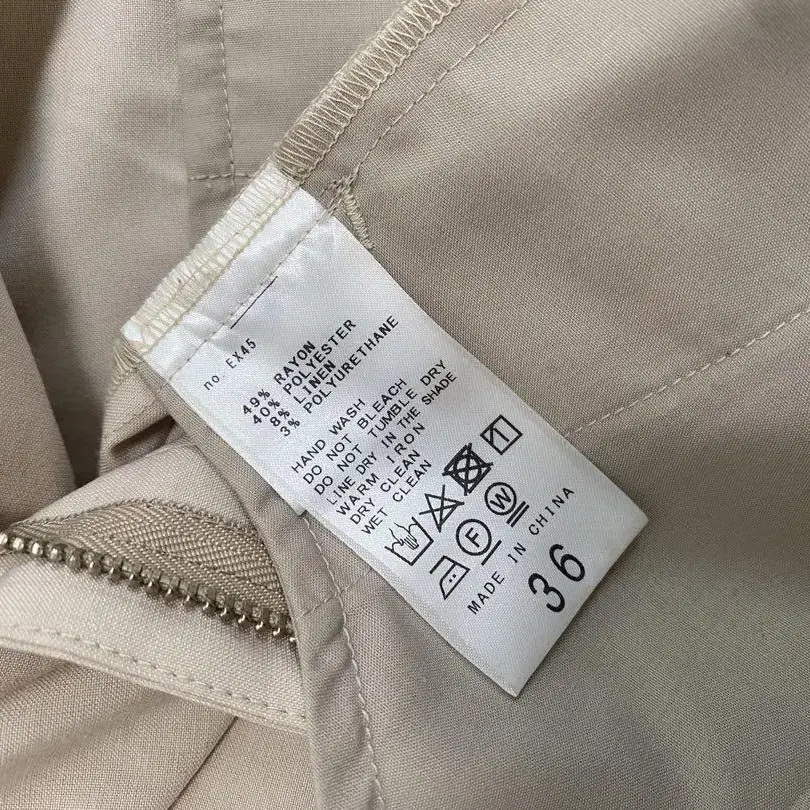 no. EX45
49% RAYON
40% POLYESTER
8% LINEN
3% POLYURETHANE
HAND WASH
DO NOT BLEACH
DO NOT TUMBLE DRY
LINE DRY IN THE SHADE
WARM IRON
DRY CLEAN
WET CLEAN
F W
MADE IN CHINA
36